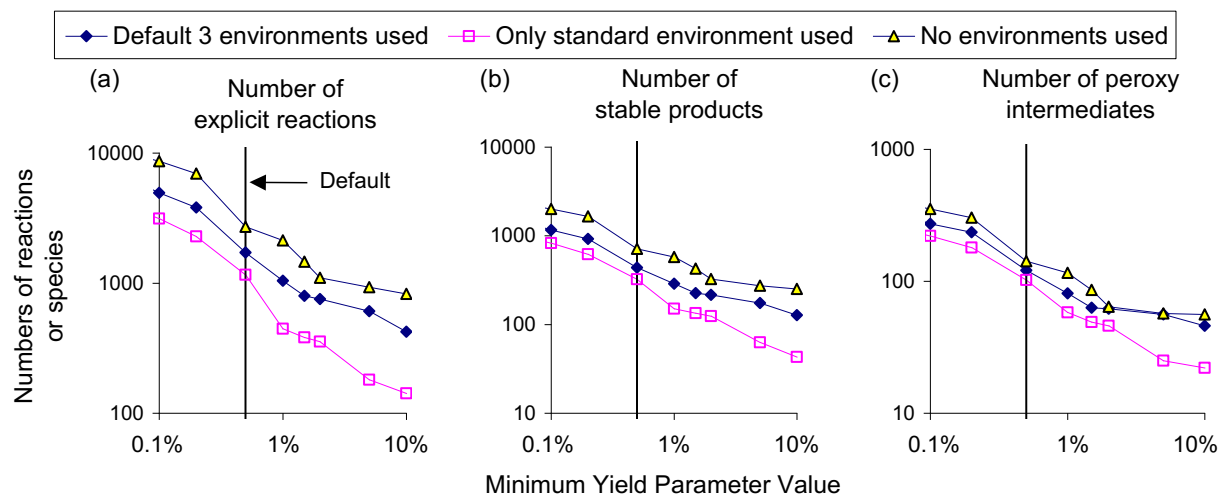 Default 3 environments used Only standard environment used No environments used
(a)
Number of
explicit reactions
(b)
Number of
stable products
(c)
Number of peroxy
intermediates
Numbers of reactions
or species
10000
1000
100
0.1% 1% 10%
Default
10000
1000
100
10
0.1% 1% 10%
1000
100
10
0.1% 1% 10%
Minimum Yield Parameter Value